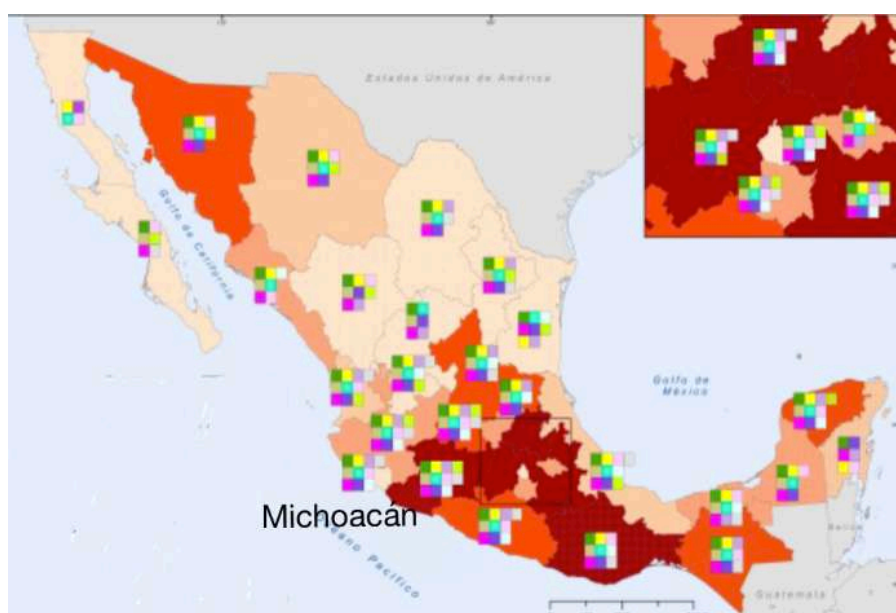 Estados Unidos de América
Golfo de California
Golfo de
México
Michoacán
Océano Pacífico
Belice
Guatemala